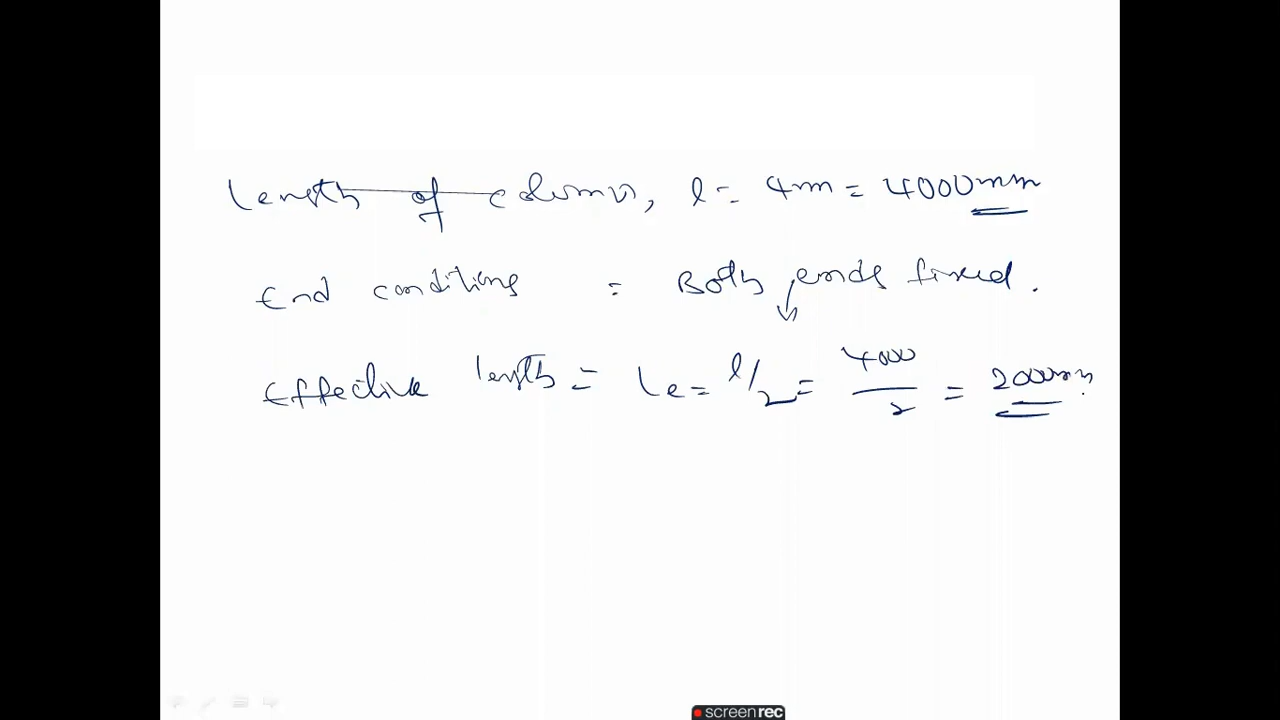 Length of column, l = 4m = 4000mm
End conditions = Both ends fixed.
Effective length = Le = l/2 = 4000/2 = 2000mm.
screenrec